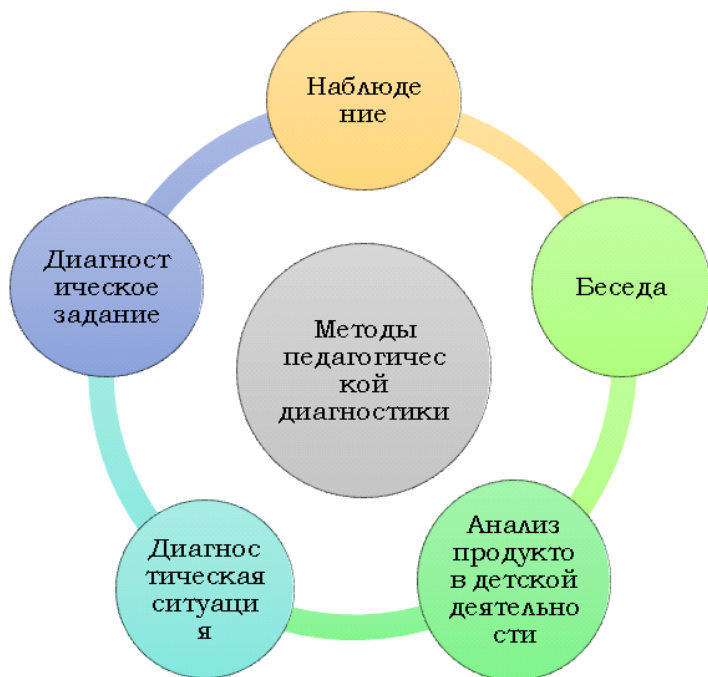 Наблюде
ние
Беседа
Анализ
продукто
в детской
деятельно
сти
Диагнос
тическая
ситуаци
я
Диагност
ическое
задание
Методы
педагогичес
кой
диагностики